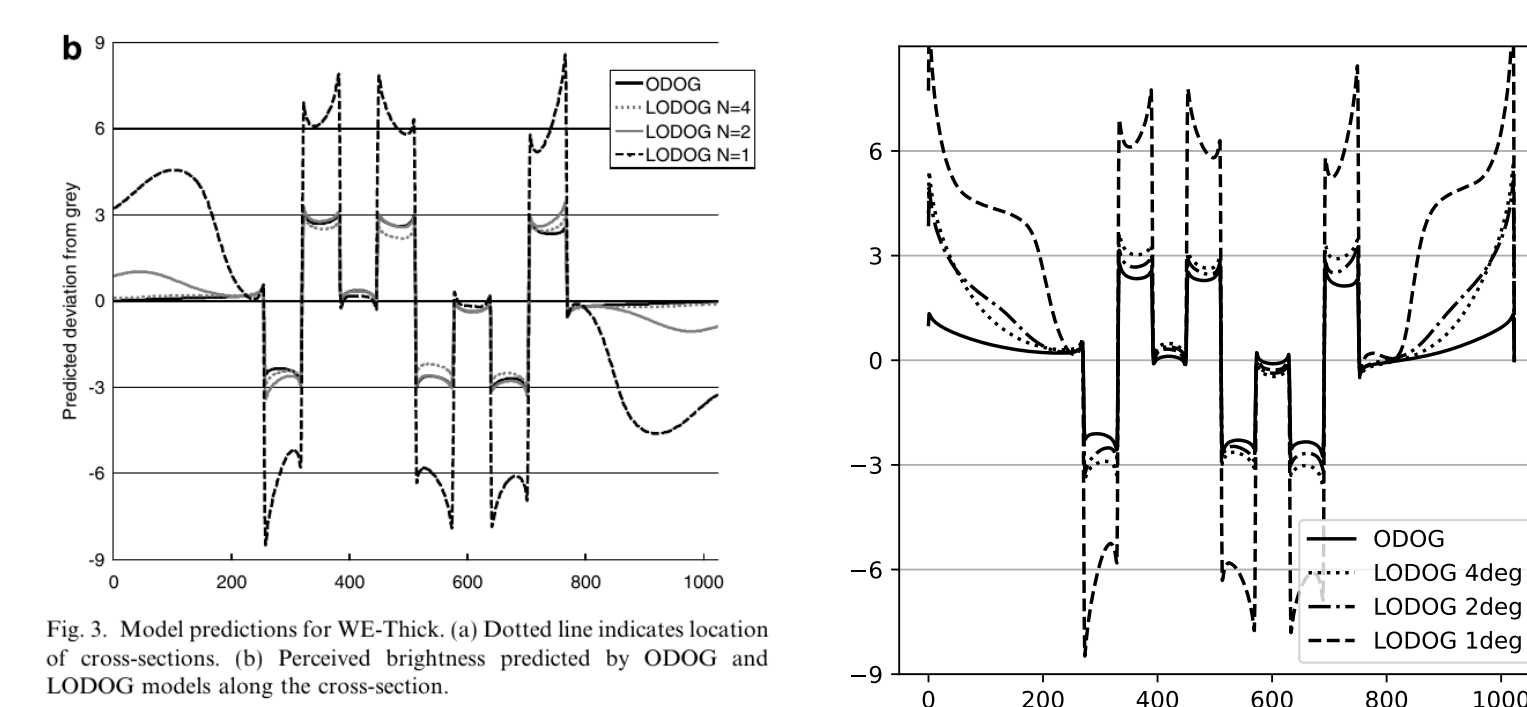 b
9
6
3
0
-3
-6
-9
Predicted deviation from grey
ODOG
LODOG N=4
LODOG N=2
LODOG N=1
0 200 400 600 800 1000
Fig. 3. Model predictions for WE-Thick. (a) Dotted line indicates location
of cross-sections. (b) Perceived brightness predicted by ODOG and
LODOG models along the cross-section.
6
3
0
−3
−6
−9
ODOG
LODOG 4deg
LODOG 2deg
LODOG 1deg
0 200 400 600 800 1000